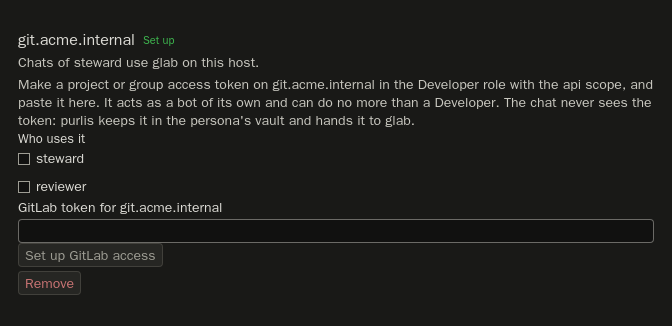 git.acme.internal Set up
Chats of steward use glab on this host.
Make a project or group access token on git.acme.internal in the Developer role with the api scope, and
paste it here. It acts as a bot of its own and can do no more than a Developer. The chat never sees the
token: purlis keeps it in the persona's vault and hands it to glab.
Who uses it
steward
reviewer
GitLab token for git.acme.internal
Set up GitLab access
Remove